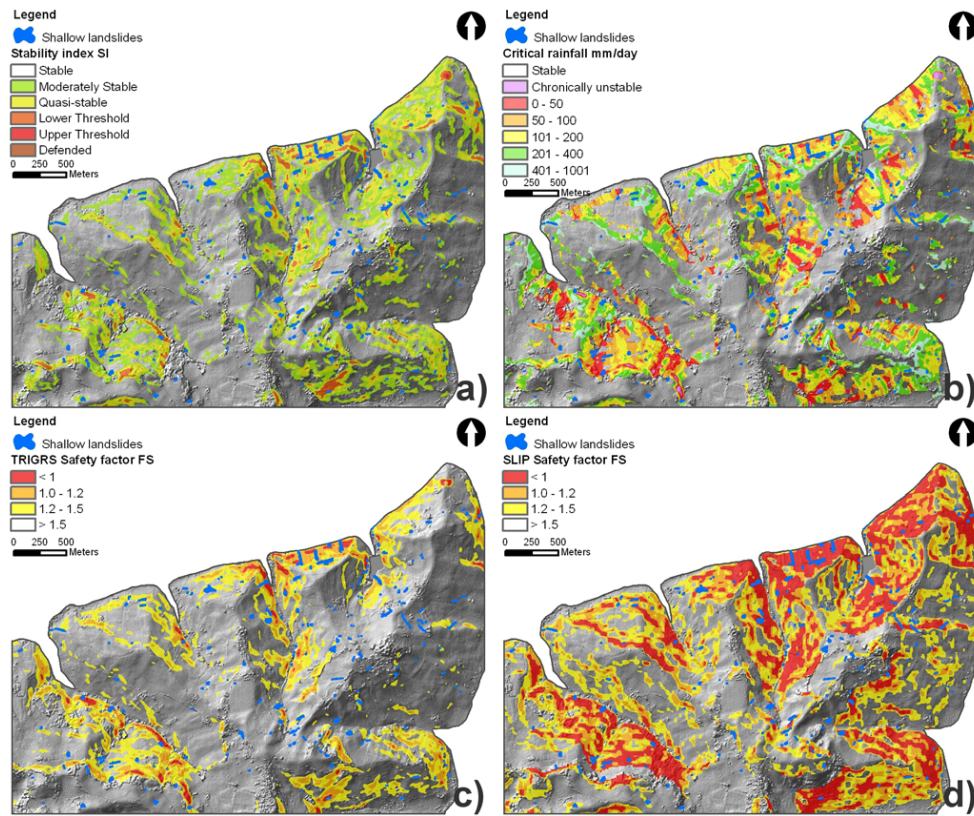 Legend
Shallow landslides
Stability index SI
Stable
Moderately Stable
Quasi-stable
Lower Threshold
Upper Threshold
Defended
0 250 500
Meters
a)
Legend
Shallow landslides
Critical rainfall mm/day
Stable
Chronically unstable
0 - 50
50 - 100
101 - 200
201 - 400
401 - 1001
0 250 500
Meters
b)
Legend
Shallow landslides
TRIGRS Safety factor FS
< 1
1.0 - 1.2
1.2 - 1.5
> 1.5
0 250 500
Meters
c)
Legend
Shallow landslides
SLIP Safety factor FS
< 1
1.0 - 1.2
1.2 - 1.5
> 1.5
0 250 500
Meters
d)